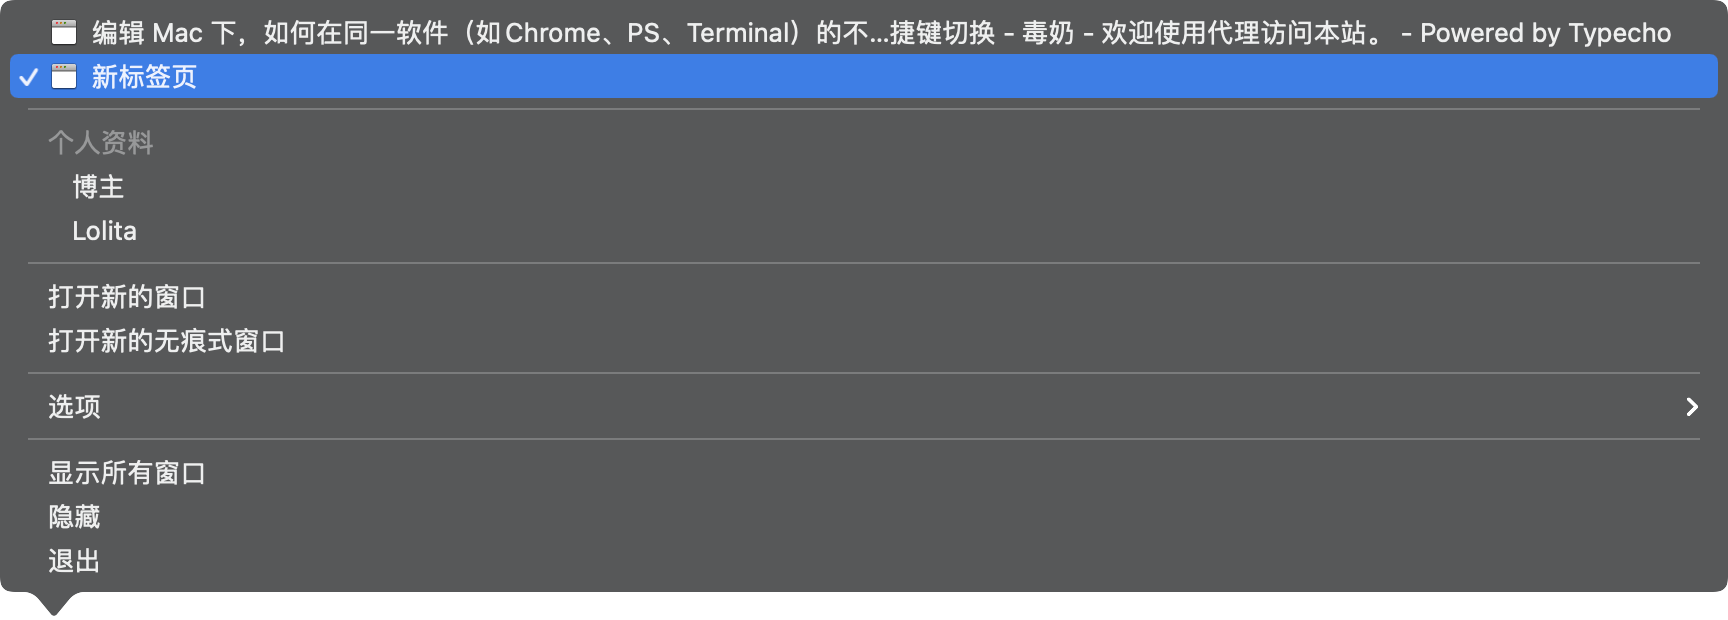 编辑 Mac 下，如何在同一软件（如Chrome、PS、Terminal）的不...捷键切换 - 毒奶 - 欢迎使用代理访问本站。 - Powered by Typecho
新标签页
个人资料
博主
Lolita
打开新的窗口
打开新的无痕式窗口
选项
显示所有窗口
隐藏
退出